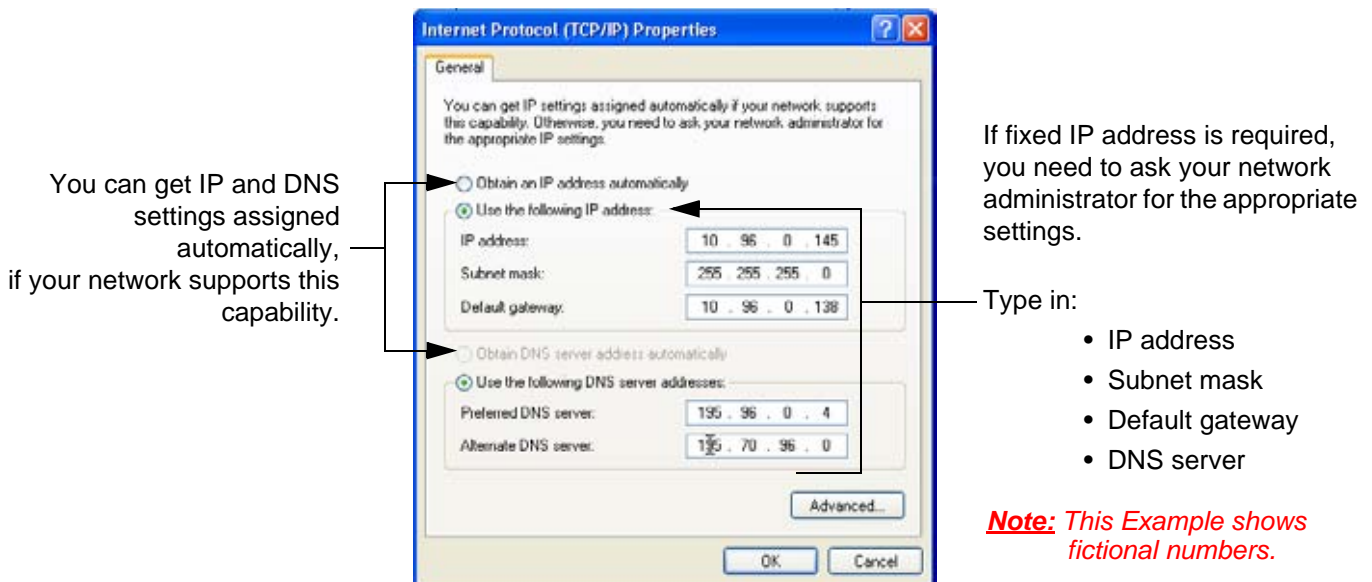 Internet Protocol (TCP/IP) Properties
General
You can get IP settings assigned automatically if your network supports
this capability. Otherwise, you need to ask your network administrator for
the appropriate IP settings.
Obtain an IP address automatically
Use the following IP address:
IP address: 10 . 96 . 0 . 145
Subnet mask: 255 . 255 . 255 . 0
Default gateway: 10 . 96 . 0 . 138
Obtain DNS server address automatically
Use the following DNS server addresses:
Preferred DNS server: 195 . 96 . 0 . 4
Alternate DNS server: 195 . 70 . 96 . 0
Advanced...
OK Cancel
You can get IP and DNS
settings assigned
automatically,
if your network supports this
capability.
If fixed IP address is required,
you need to ask your network
administrator for the appropriate
settings.
Type in:
• IP address
• Subnet mask
• Default gateway
• DNS server
Note: This Example shows
fictional numbers.